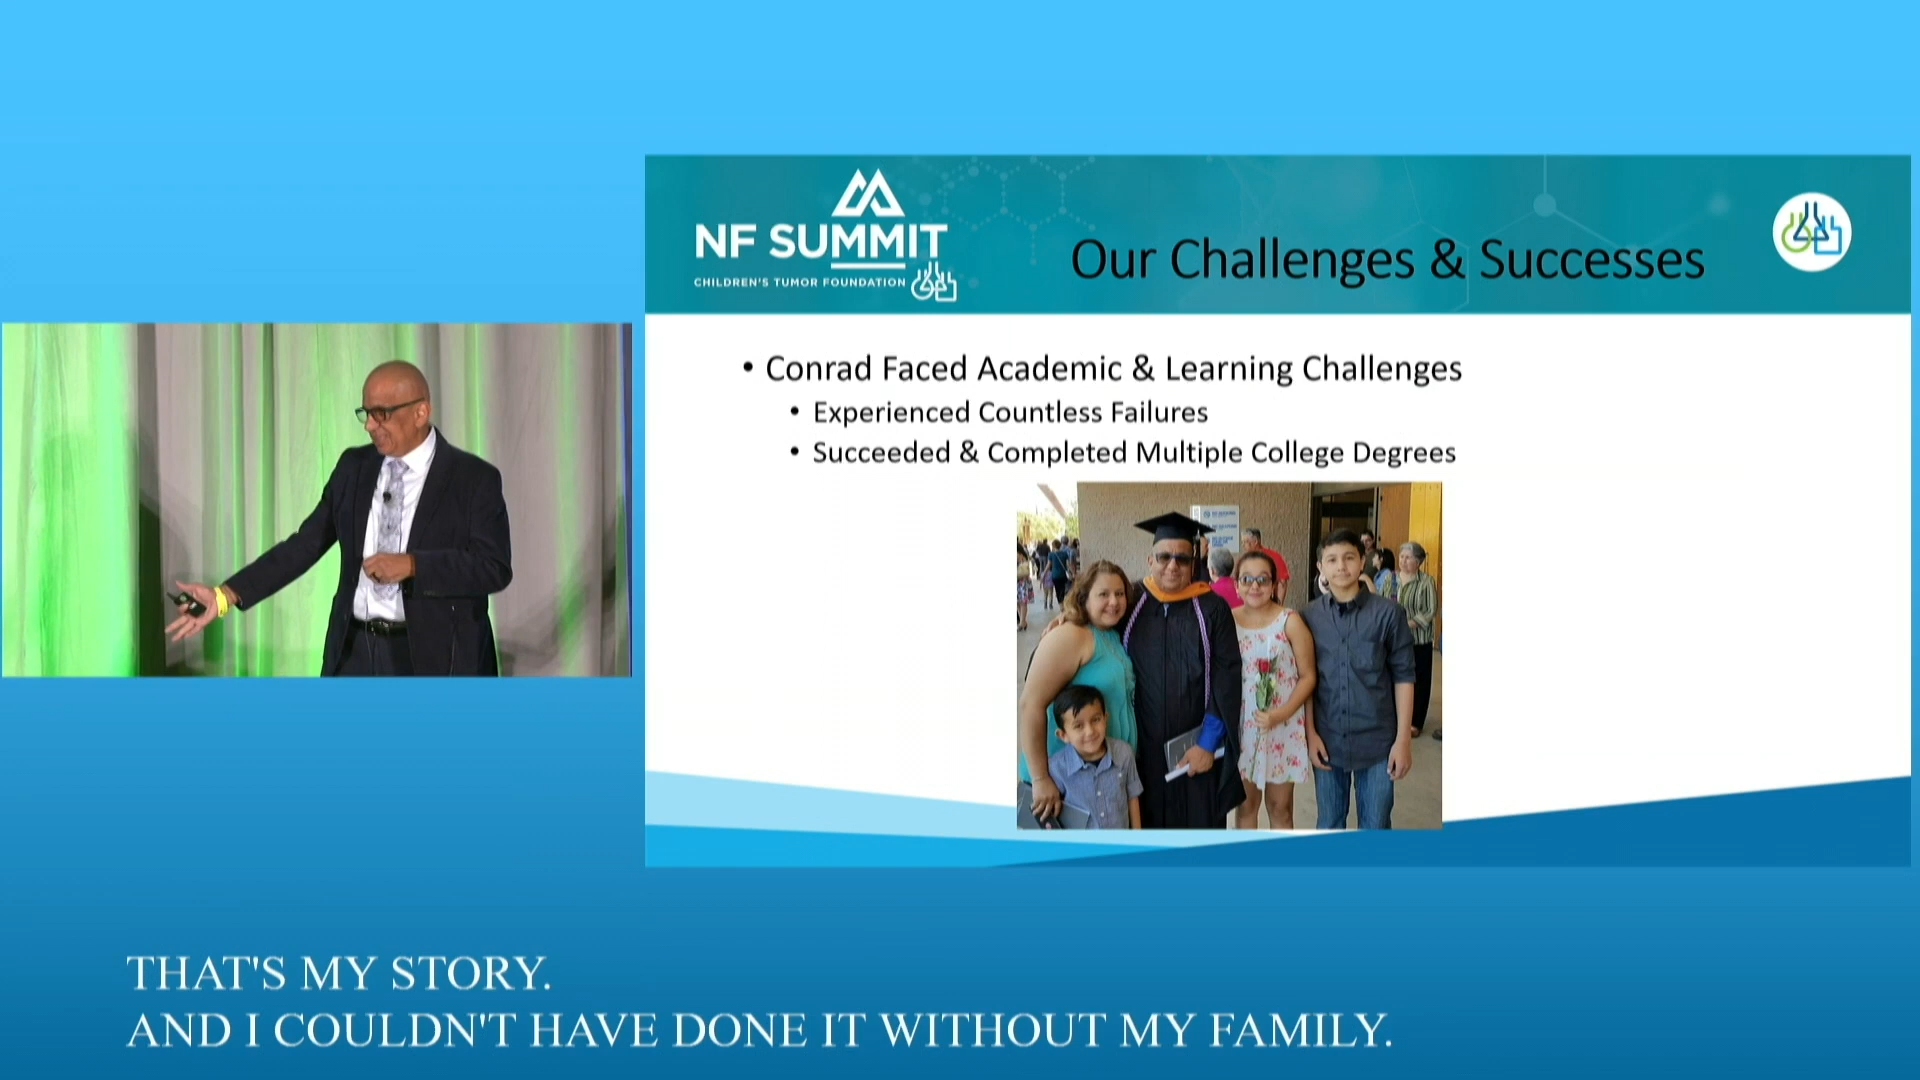 NF SUMMIT
CHILDREN'S TUMOR FOUNDATION
Our Challenges & Successes
• Conrad Faced Academic & Learning Challenges
• Experienced Countless Failures
• Succeeded & Completed Multiple College Degrees
THAT'S MY STORY.
AND I COULDN'T HAVE DONE IT WITHOUT MY FAMILY.